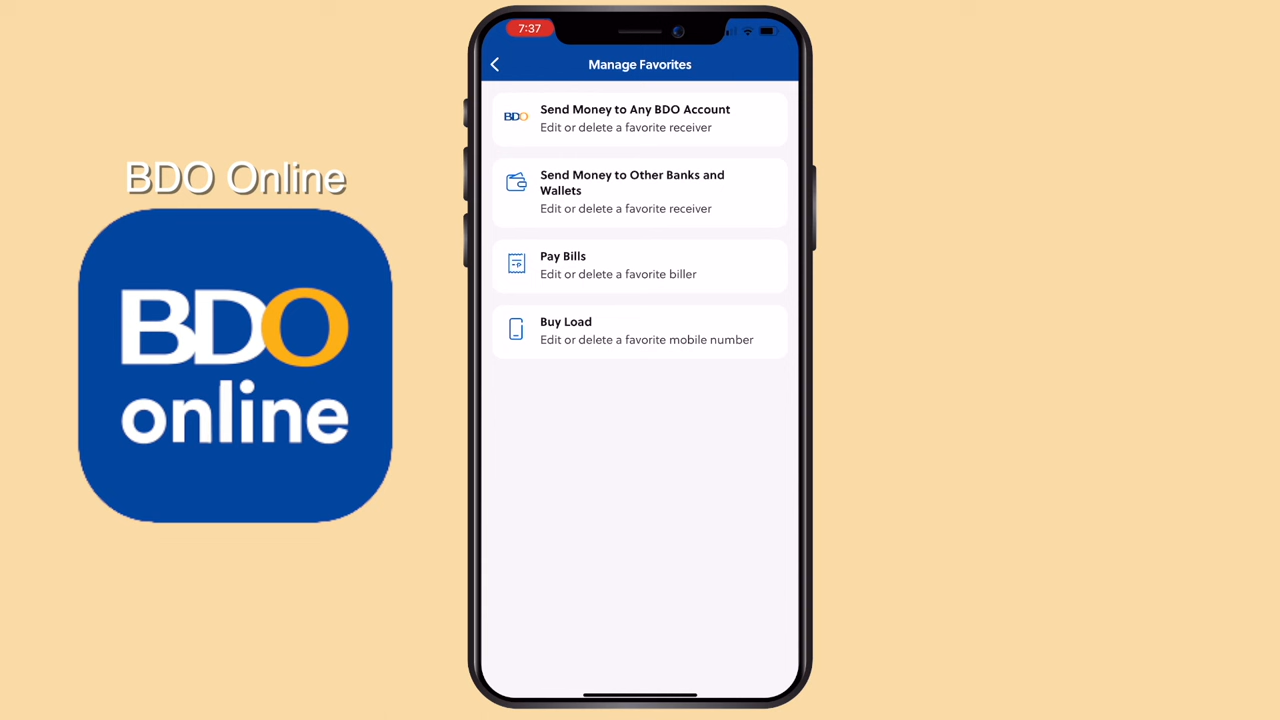 7:37
Manage Favorites
BDO
Send Money to Any BDO Account
Edit or delete a favorite receiver
Send Money to Other Banks and
Wallets
Edit or delete a favorite receiver
Pay Bills
Edit or delete a favorite biller
Buy Load
Edit or delete a favorite mobile number
BDO Online
BDO
online